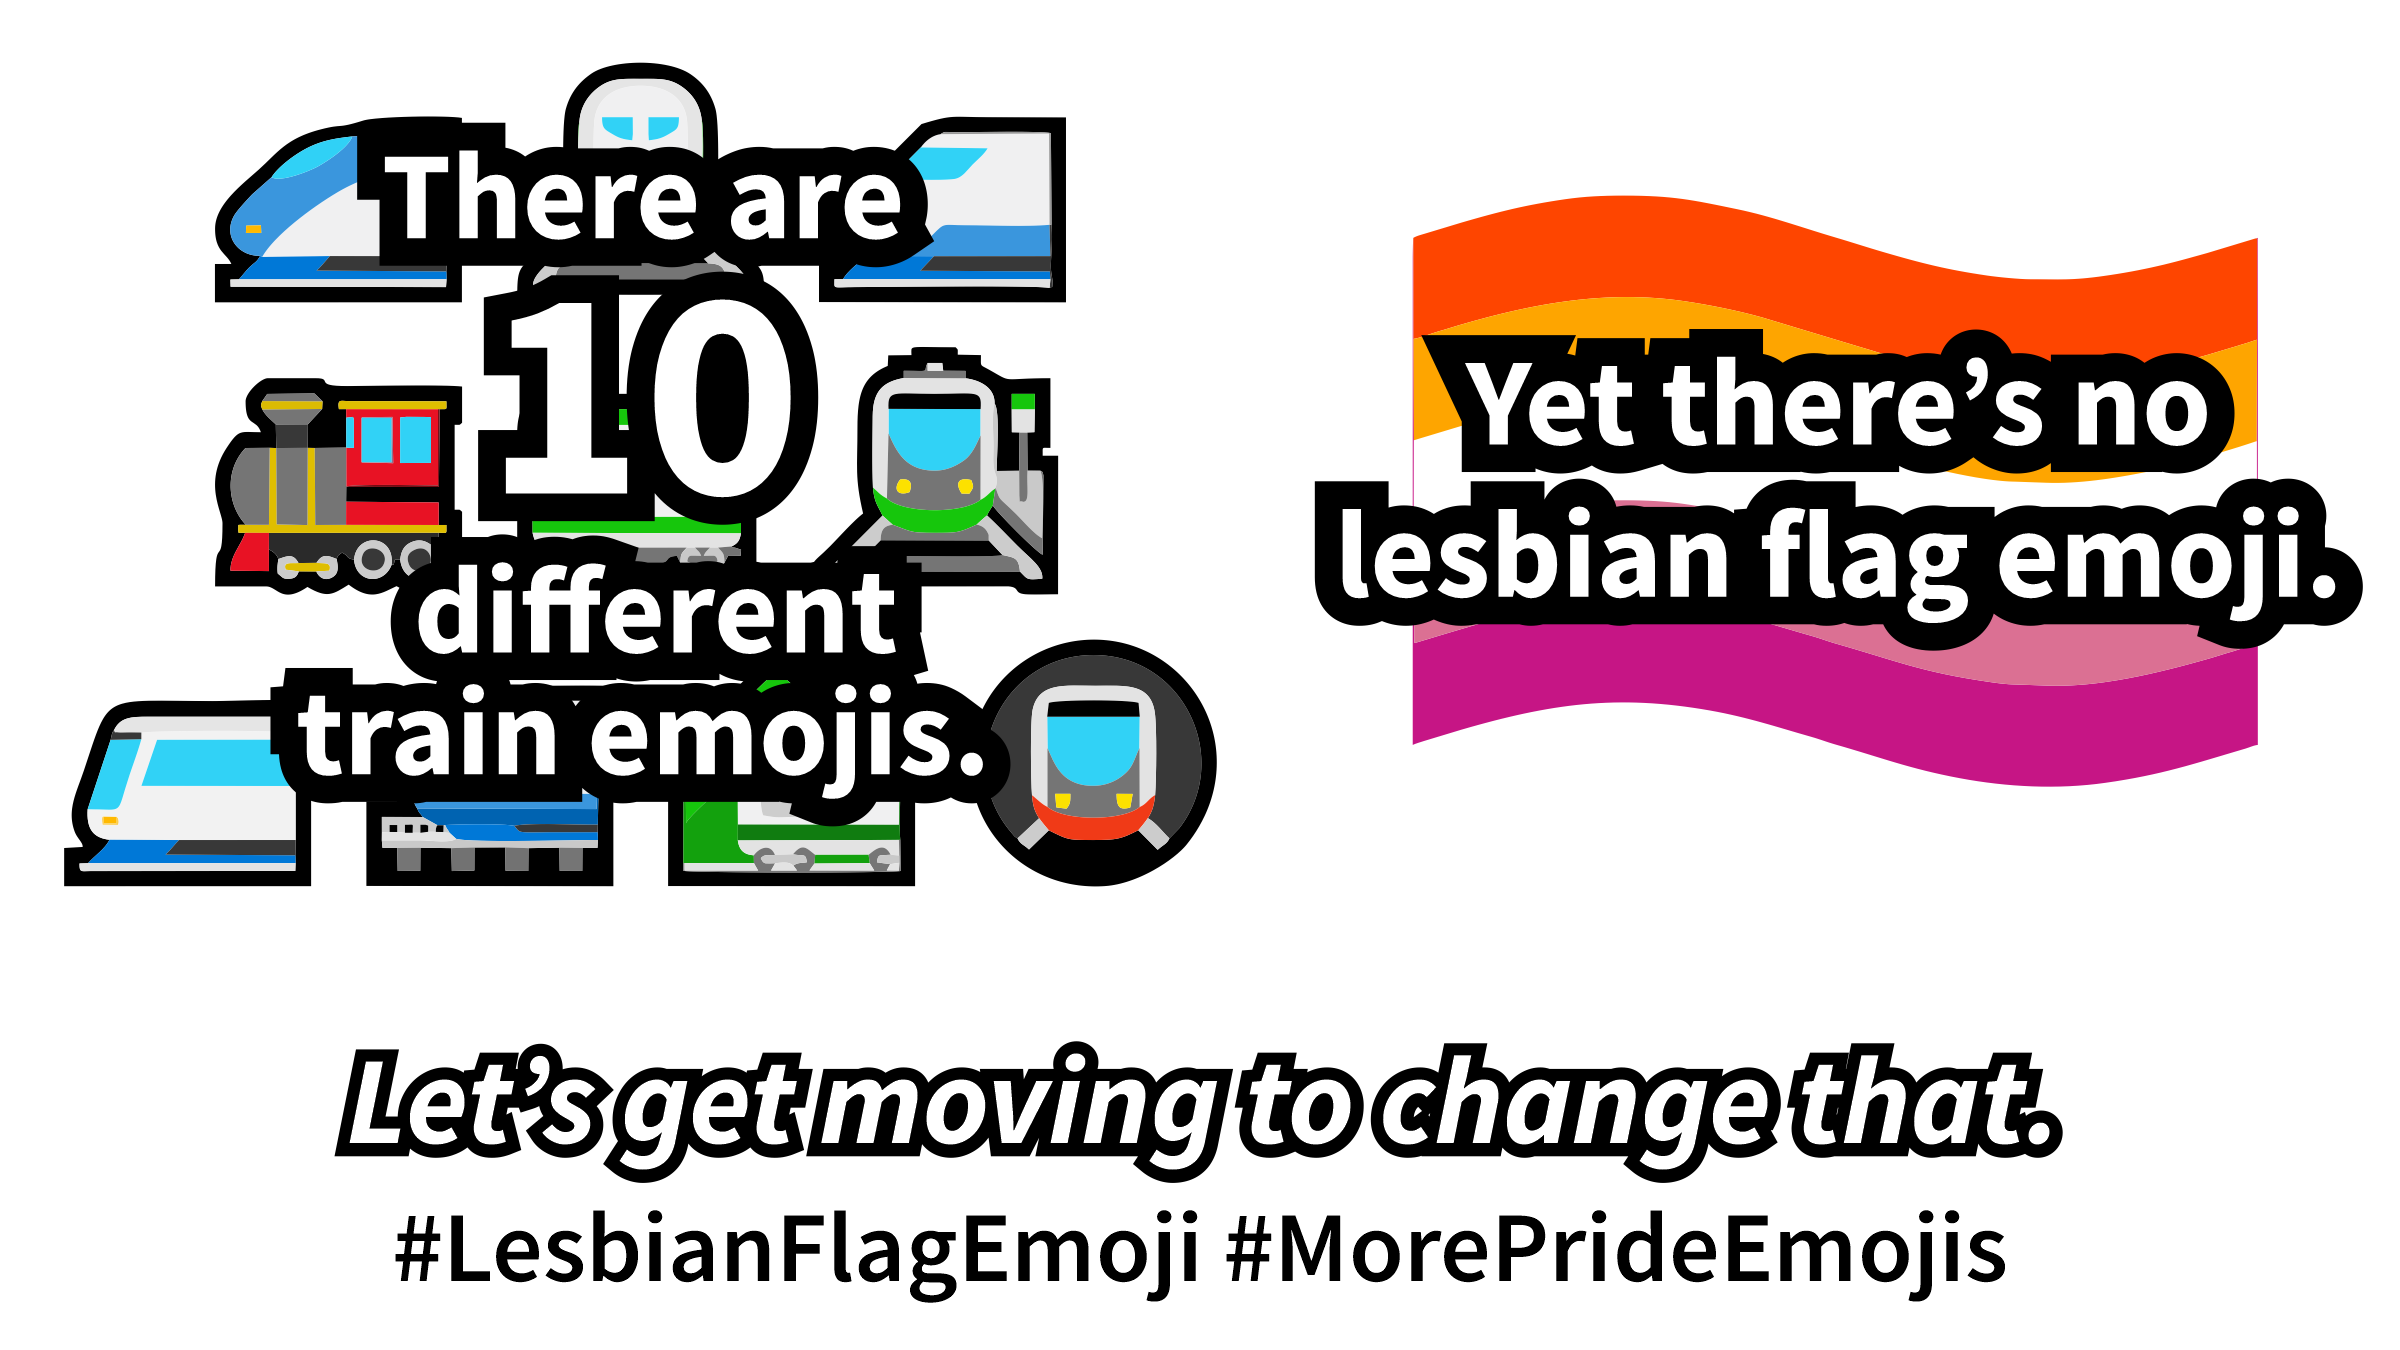 There are
10
different
train emojis.
Yet there’s no
lesbian flag emoji.
Let’s get moving to change that.
#LesbianFlagEmoji #MorePrideEmojis